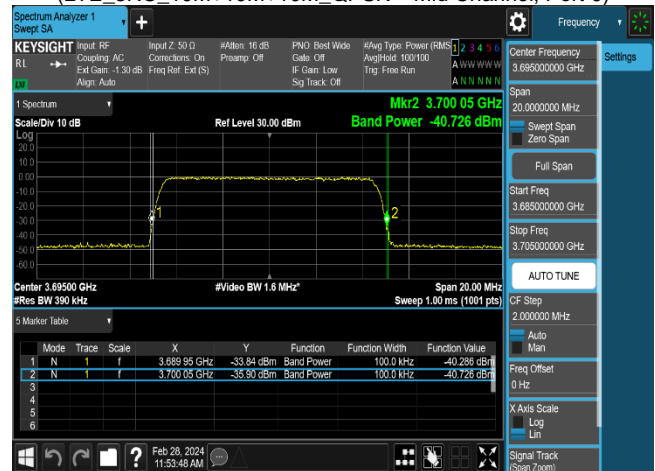 Spectrum Analyzer 1
Swept SA
+
Frequency
KEYSIGHT
RL
LXI
Input: RF
Coupling: AC
Ext Gain: -1.30 dB
Align: Auto
Input Z: 50 Ω
Corrections: On
Freq Ref: Ext (S)
#Atten: 16 dB
Preamp: Off
PNO: Best Wide
Gate: Off
IF Gain: Low
Sig Track: Off
#Avg Type: Power (RMS
Avg|Hold: 100/100
Trig: Free Run
1 2 3 4 5 6
A W W W W W
A N N N N N
1 Spectrum
Scale/Div 10 dB
Ref Level 30.00 dBm
Mkr2 3.700 05 GHz
Band Power -40.726 dBm
Log
20.0
10.0
0.00
-10.0
-20.0
-30.0
-40.0
-50.0
-60.0
1
2
Center 3.69500 GHz
#Video BW 1.6 MHz*
Span 20.00 MHz
#Res BW 390 kHz
Sweep 1.00 ms (1001 pts)
5 Marker Table
Mode Trace Scale X Y Function Function Width Function Value
1 N 1 f 3.689 95 GHz -33.84 dBm Band Power 100.0 kHz -40.286 dBm
2 N 1 f 3.700 05 GHz -35.90 dBm Band Power 100.0 kHz -40.726 dBm
3
4
5
6
Feb 28, 2024
11:53:48 AM
?
Center Frequency
3.695000000 GHz
Settings
Span
20.0000000 MHz
Swept Span
Zero Span
Full Span
Start Freq
3.685000000 GHz
Stop Freq
3.705000000 GHz
AUTO TUNE
CF Step
2.000000 MHz
Auto
Man
Freq Offset
0 Hz
X Axis Scale
Log
Lin
Signal Track
(Span Zoom)